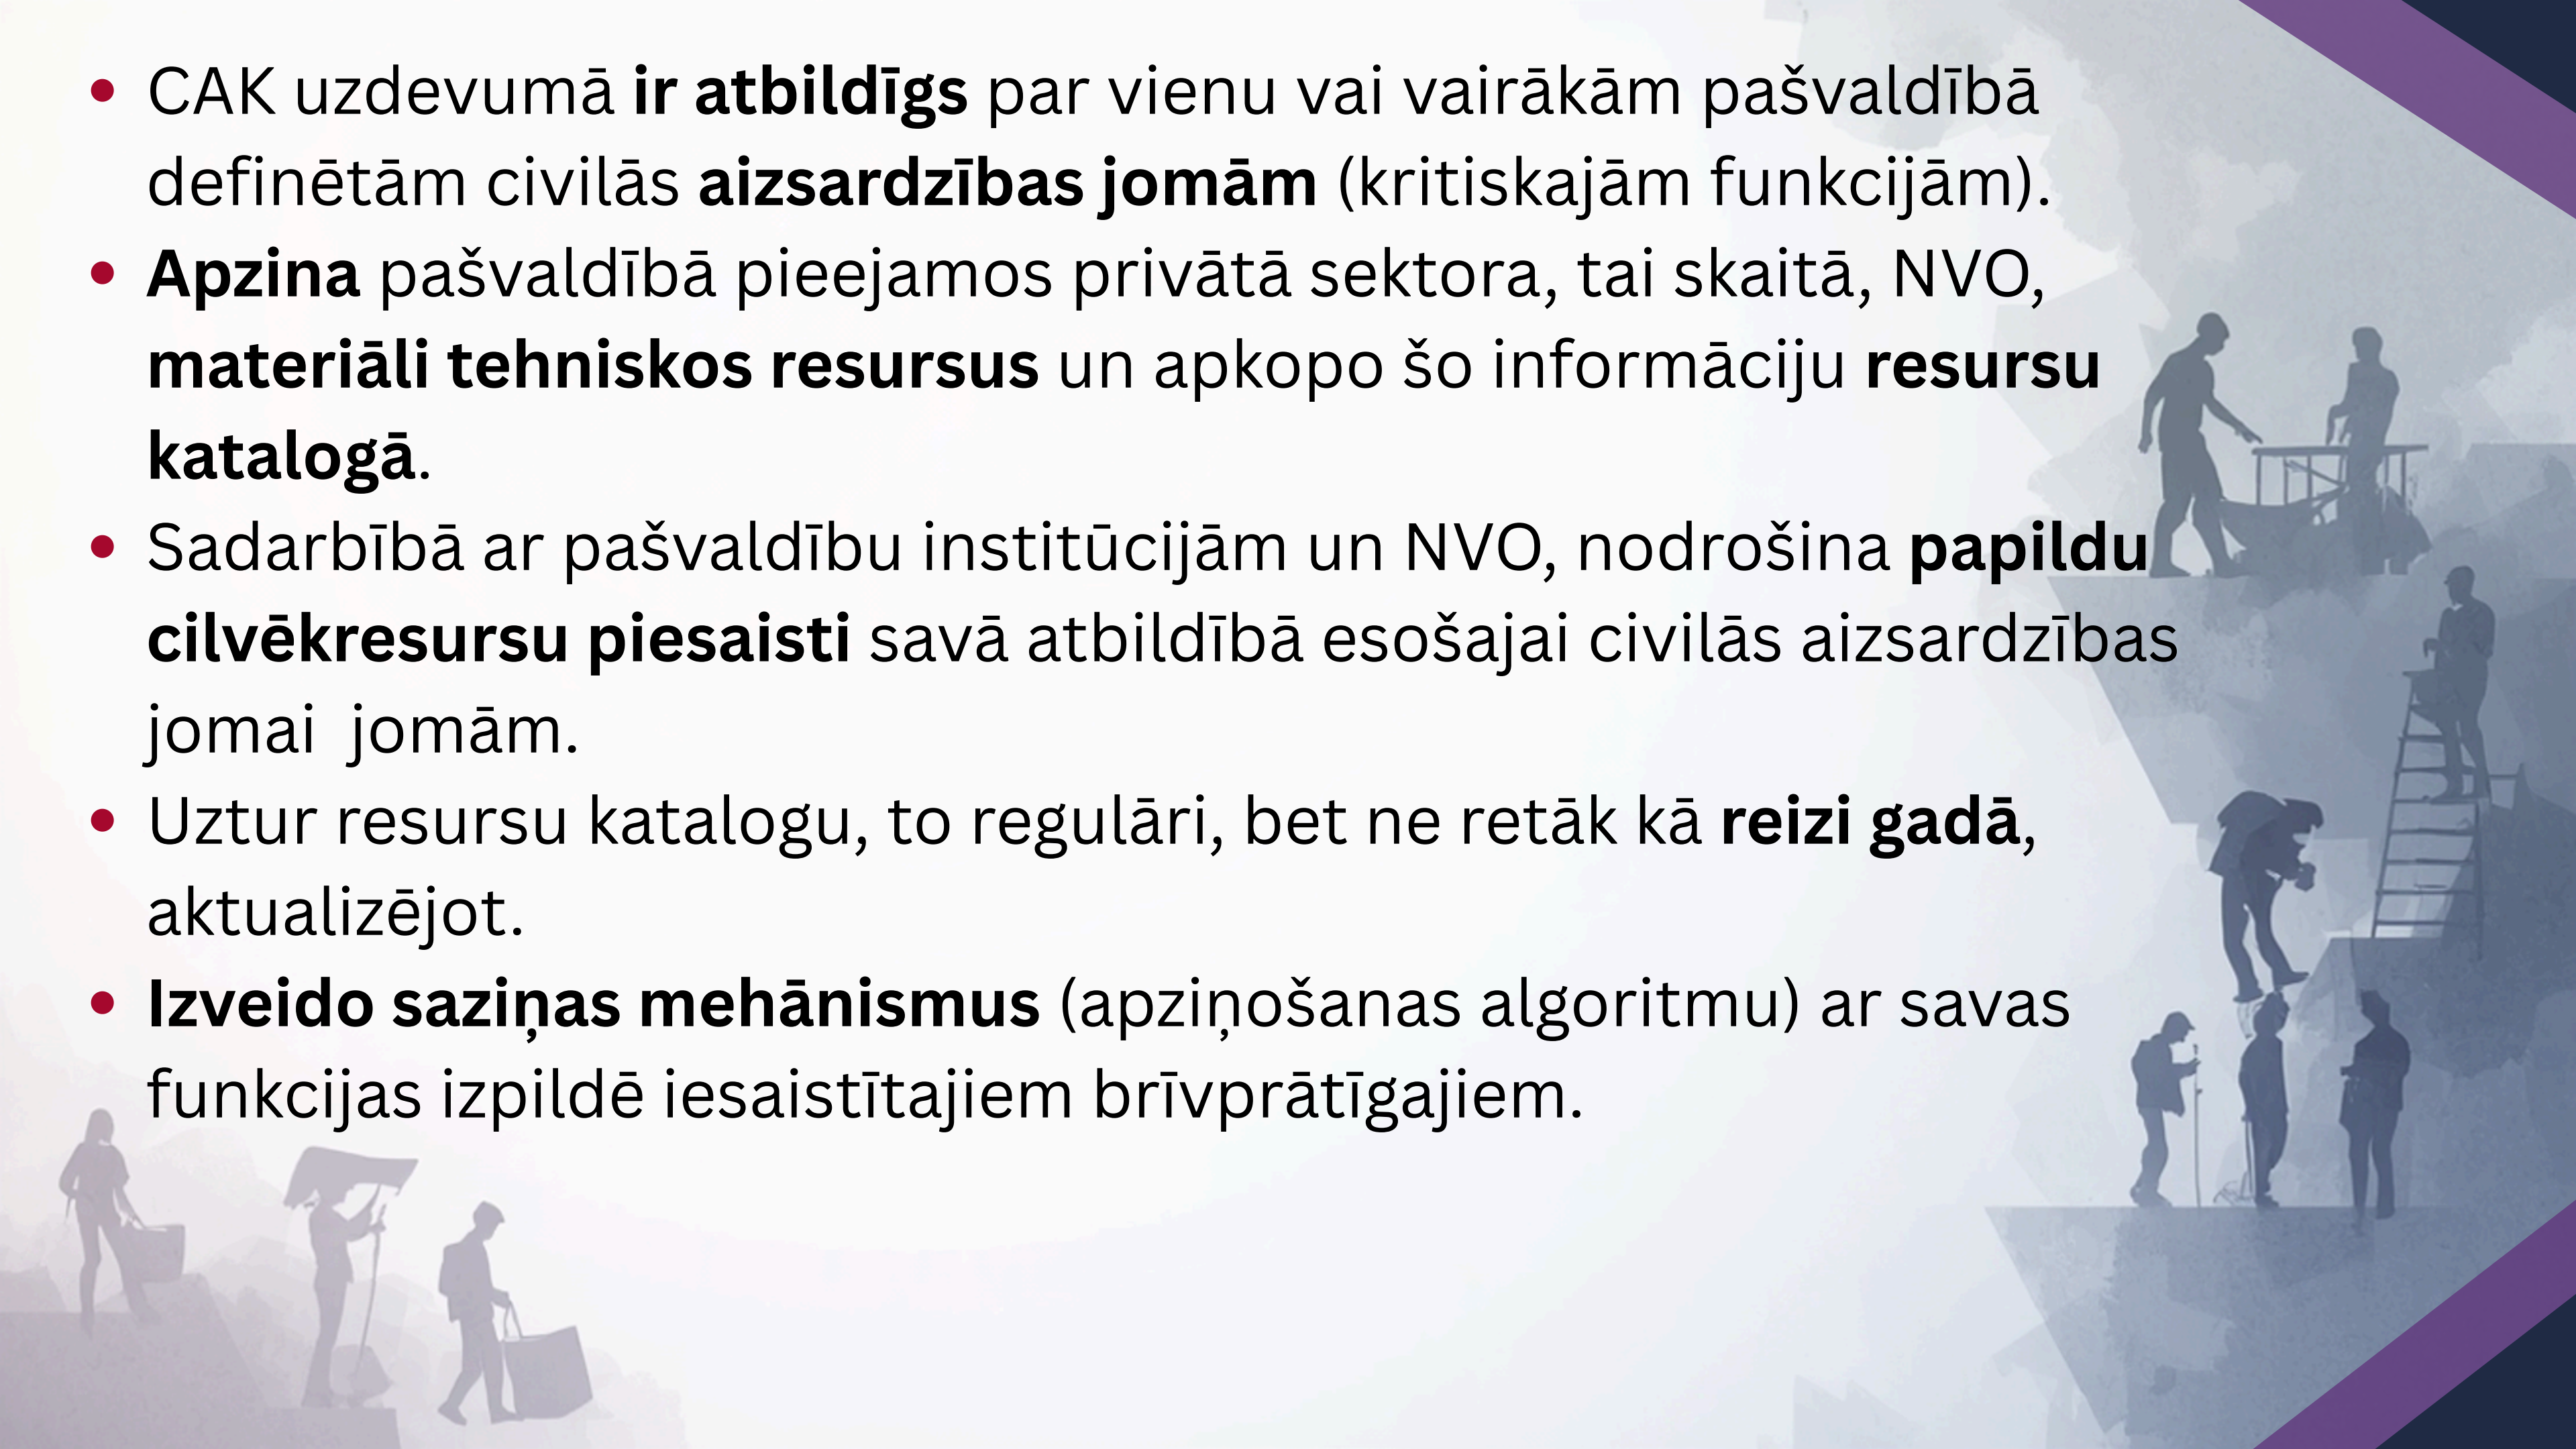 • CAK uzdevumā ir atbildīgs par vienu vai vairākām pašvaldībā
definētām civilās aizsardzības jomām (kritiskajām funkcijām).
• Apzina pašvaldībā pieejamos privātā sektora, tai skaitā, NVO,
materiāli tehniskos resursus un apkopo šo informāciju resursu
katalogā.
• Sadarbībā ar pašvaldību institūcijām un NVO, nodrošina papildu
cilvēkresursu piesaisti savā atbildībā esošajai civilās aizsardzības
jomai  jomām.
• Uztur resursu katalogu, to regulāri, bet ne retāk kā reizi gadā,
aktualizējot.
• Izveido saziņas mehānismus (apziņošanas algoritmu) ar savas
funkcijas izpildē iesaistītajiem brīvprātīgajiem.